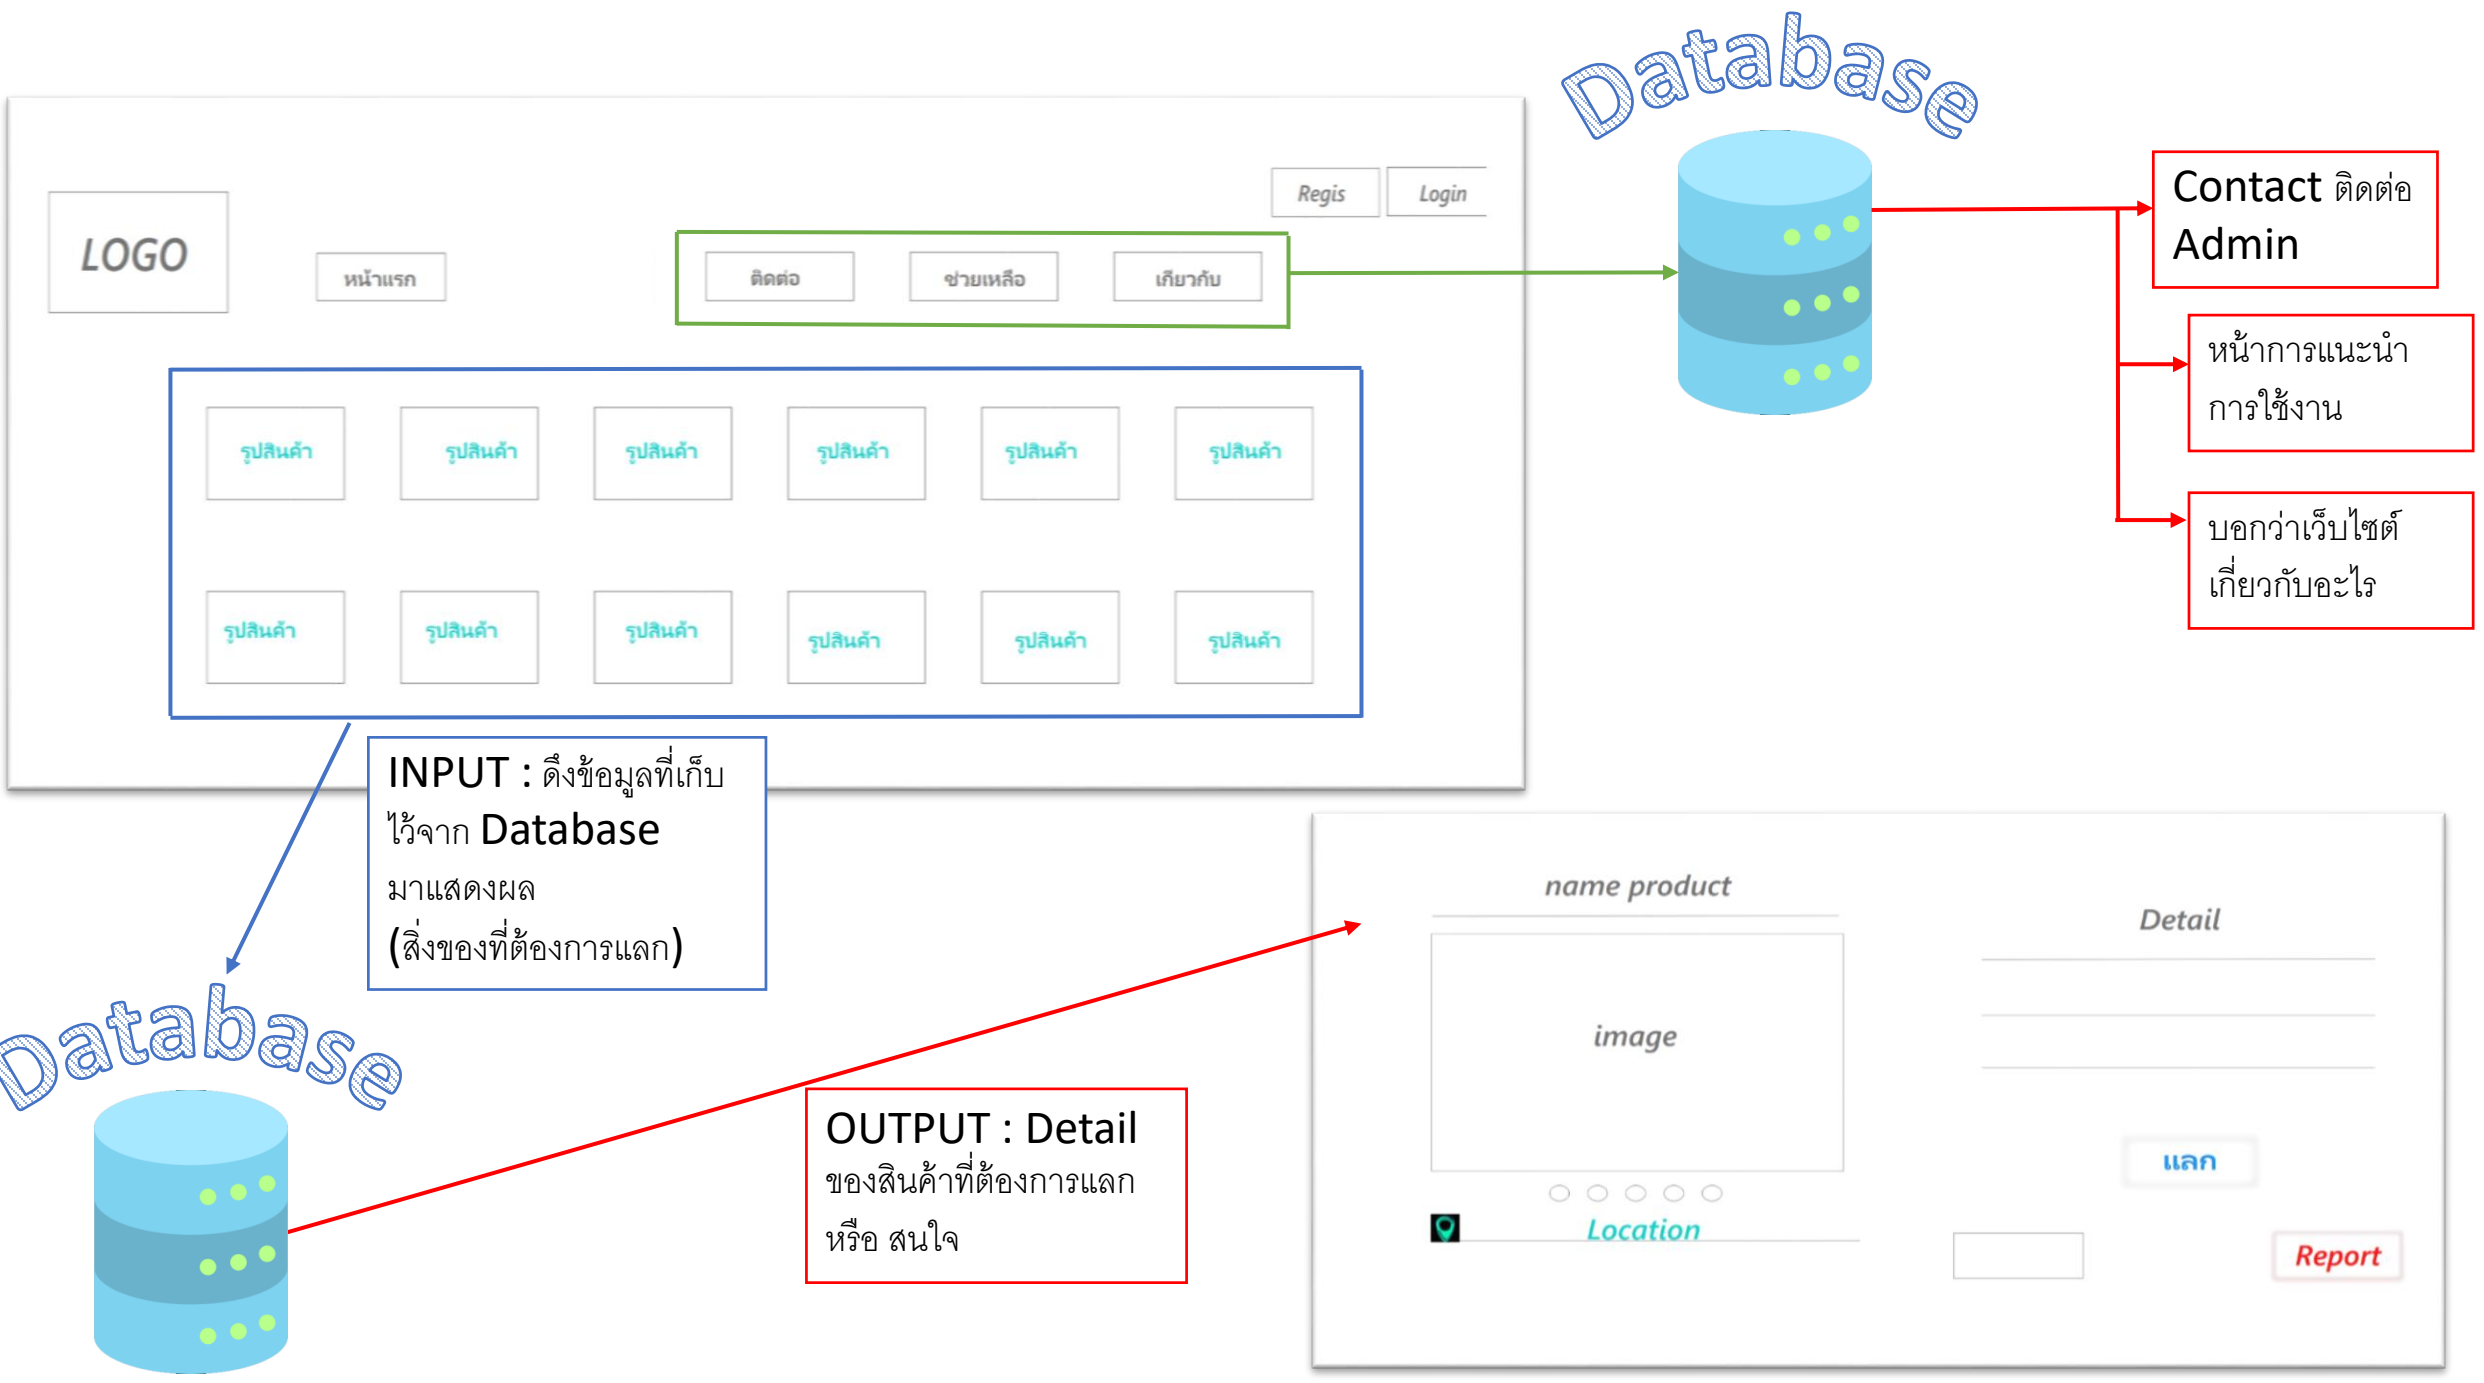 Database
Regis
Login
LOGO
หน้าแรก
ติดต่อ
ช่วยเหลือ
เกี่ยวกับ
Contact ติดต่อ
Admin
หน้าการแนะนำ
การใช้งาน
บอกว่าเว็บไซต์
เกี่ยวกับอะไร
รูปสินค้า
รูปสินค้า
รูปสินค้า
รูปสินค้า
รูปสินค้า
รูปสินค้า
รูปสินค้า
รูปสินค้า
รูปสินค้า
รูปสินค้า
รูปสินค้า
รูปสินค้า
INPUT : ดึงข้อมูลที่เก็บ
ไว้จาก Database
มาแสดงผล
(สิ่งของที่ต้องการแลก)
Database
OUTPUT : Detail
ของสินค้าที่ต้องการแลก
หรือ สนใจ
name product
image
Location
Detail
แลก
Report